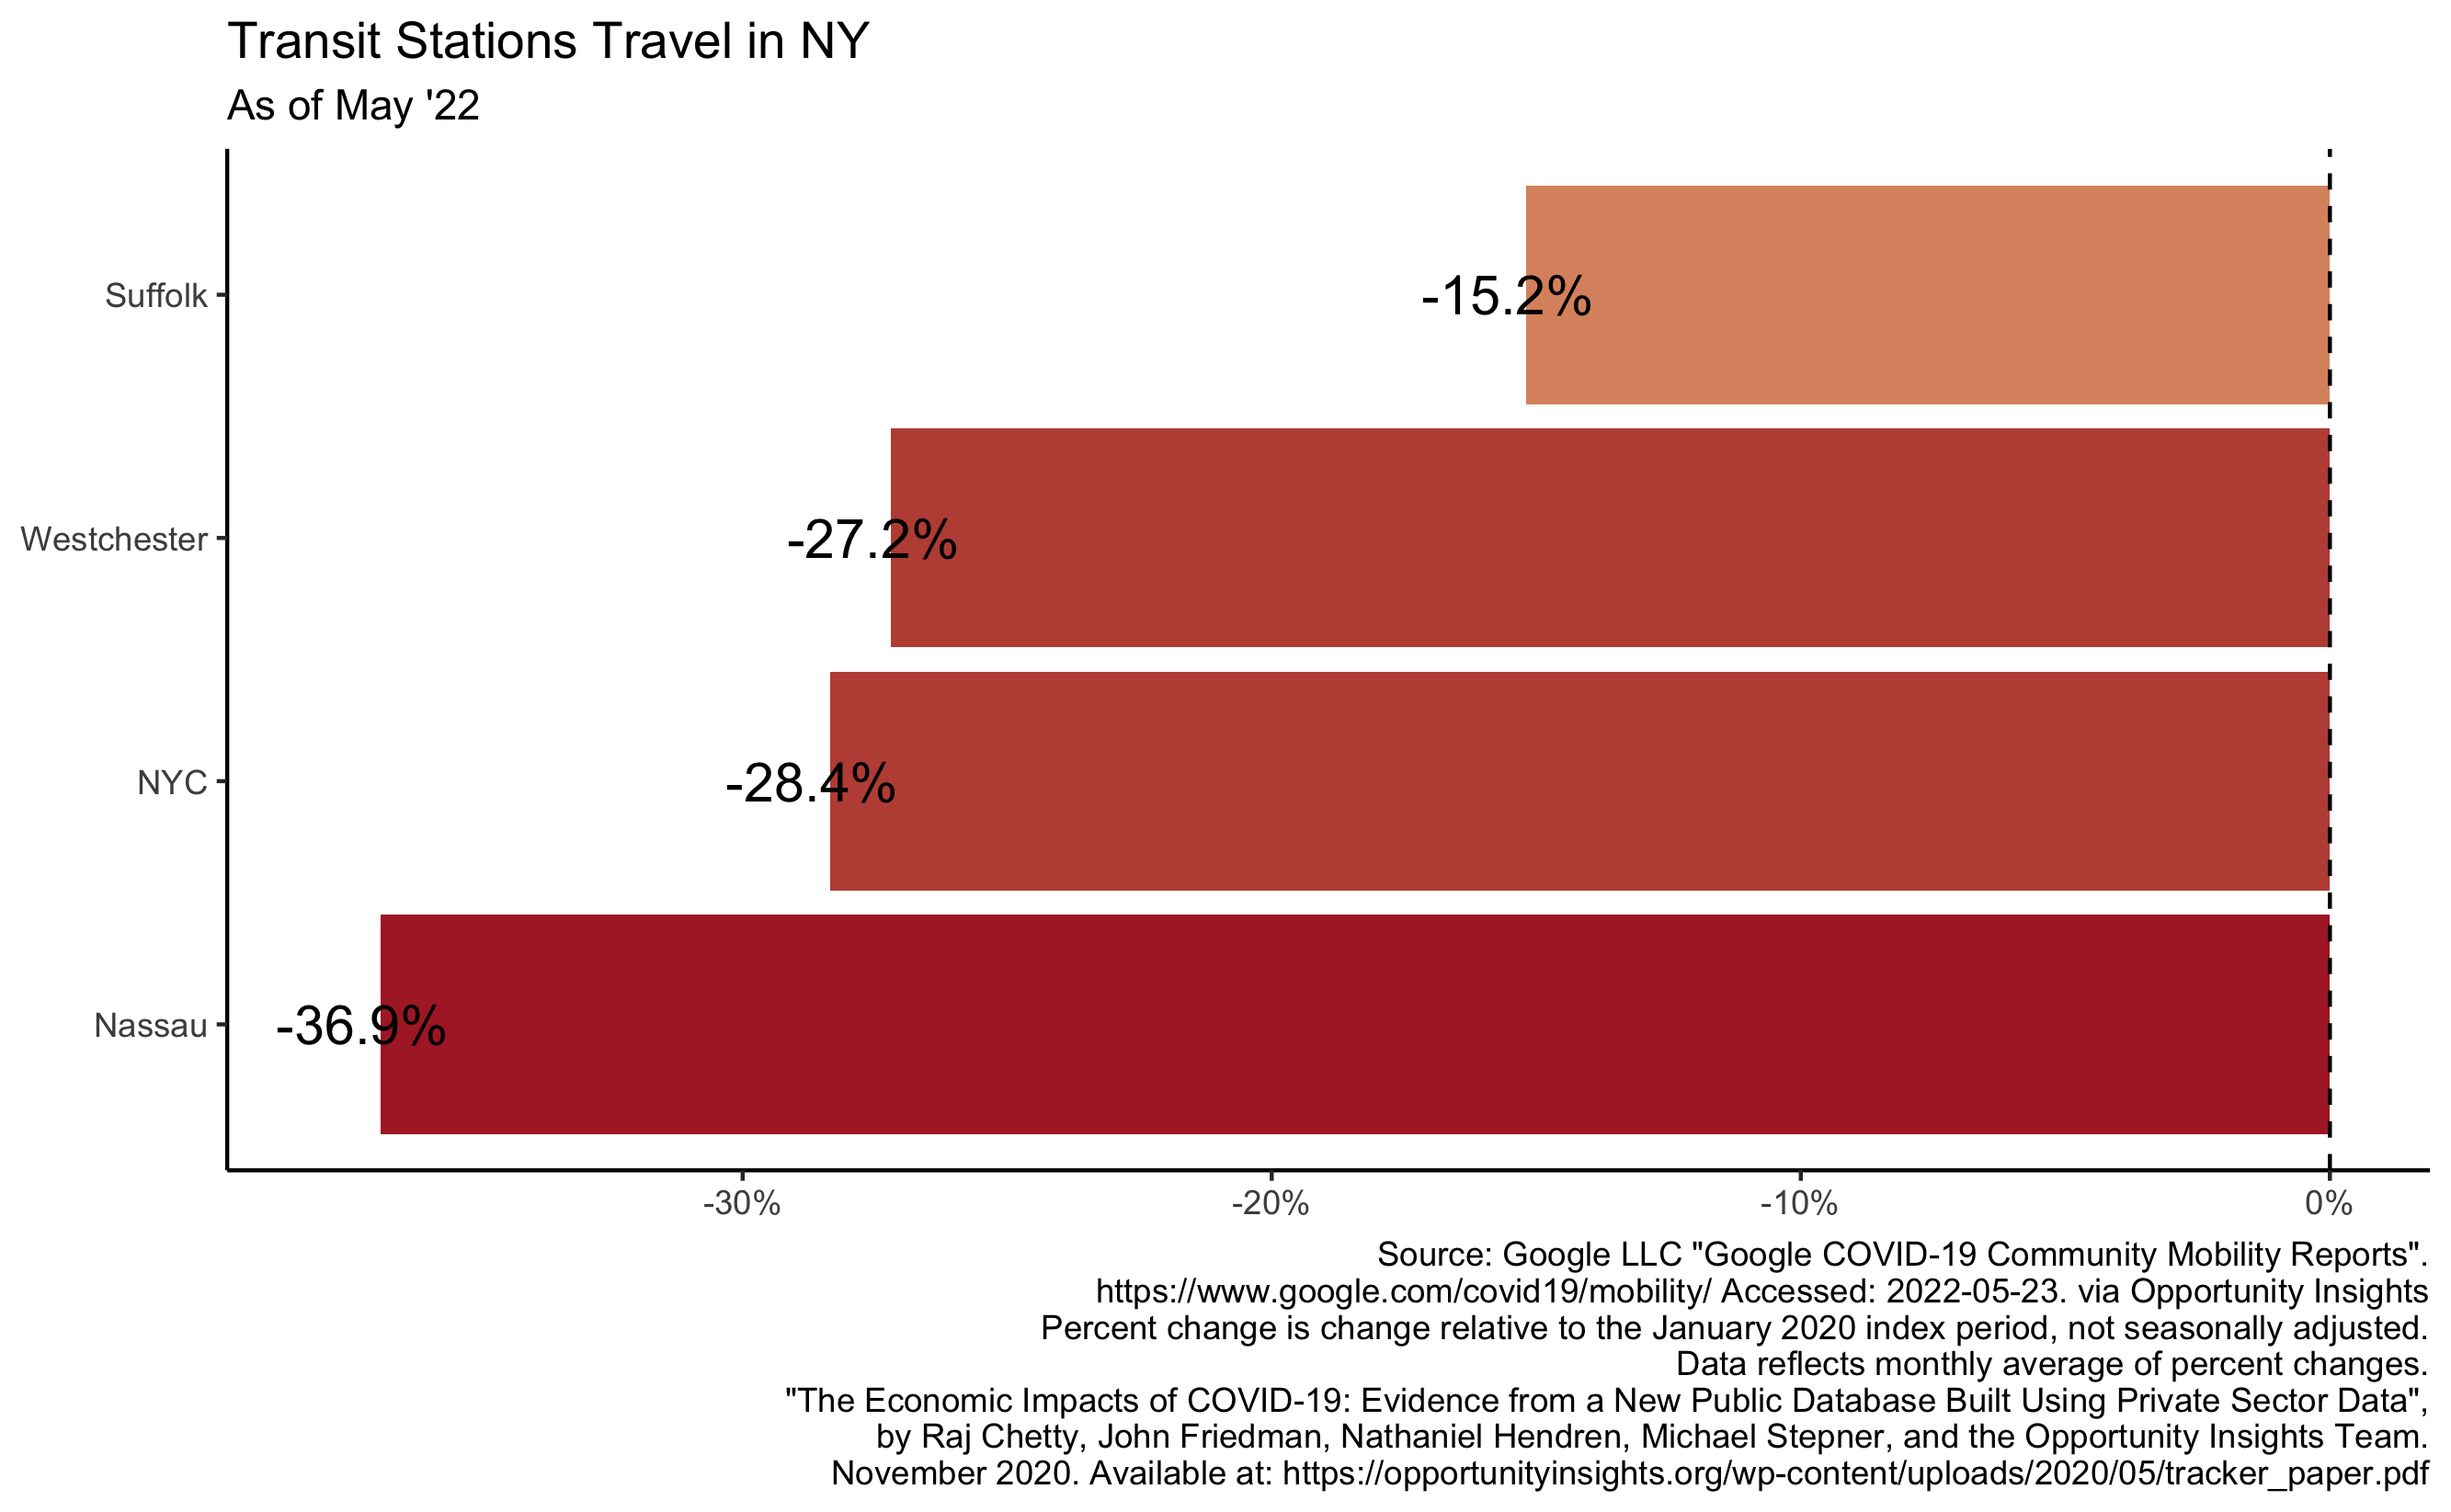 Transit Stations Travel in NY
As of May '22
Suffolk
-15.2%
Westchester
-27.2%
NYC
-28.4%
Nassau
-36.9%
-30%
-20%
-10%
0%
Source: Google LLC "Google COVID-19 Community Mobility Reports".
https://www.google.com/covid19/mobility/ Accessed: 2022-05-23. via Opportunity Insights
Percent change is change relative to the January 2020 index period, not seasonally adjusted.
Data reflects monthly average of percent changes.
"The Economic Impacts of COVID-19: Evidence from a New Public Database Built Using Private Sector Data",
by Raj Chetty, John Friedman, Nathaniel Hendren, Michael Stepner, and the Opportunity Insights Team.
November 2020. Available at: https://opportunityinsights.org/wp-content/uploads/2020/05/tracker_paper.pdf